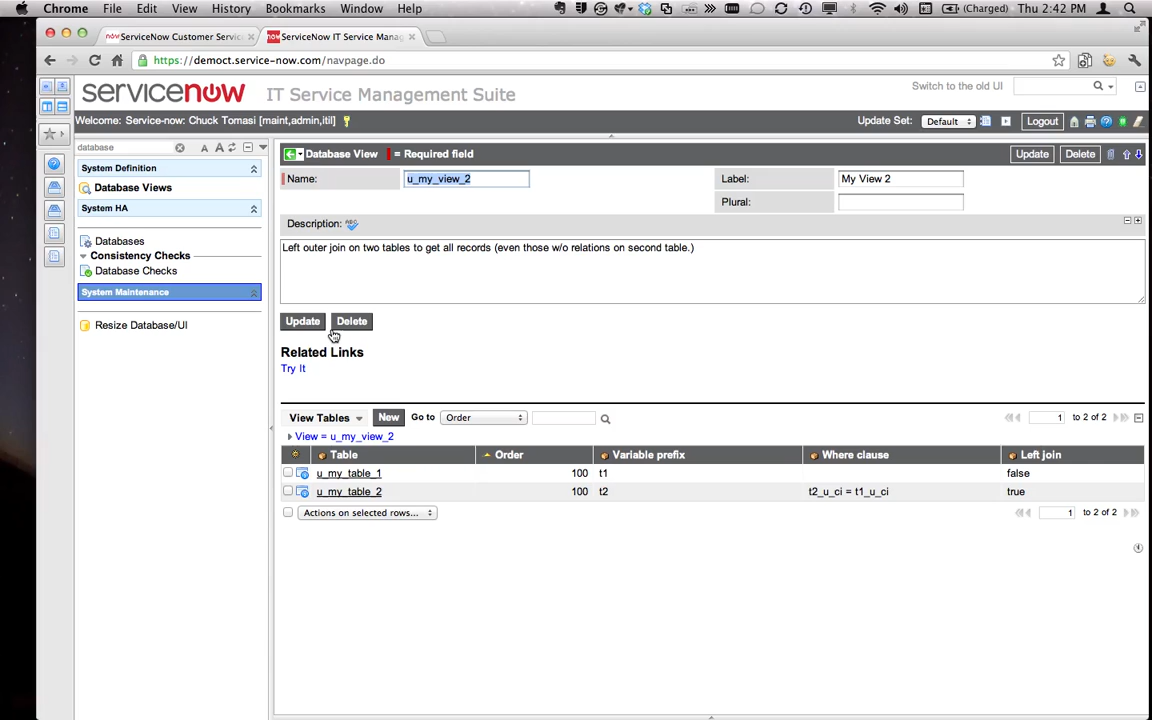 Chrome File Edit View History Bookmarks Window Help (Charged) Thu 2:42 PM
ServiceNow Customer Servic ServiceNow IT Service Manag
https://democt.service-now.com/navpage.do
servicenow IT Service Management Suite Switch to the old UI
Welcome: Service-now: Chuck Tomasi [maint,admin,itil] Update Set: Default Logout
database A A
System Definition
Database Views
System HA
Databases
Consistency Checks
Database Checks
System Maintenance
Resize Database/UI
Database View = Required field Update Delete
Name: u_my_view_2 Label: My View 2
Plural:
Description:
Left outer join on two tables to get all records (even those w/o relations on second table.)
Update Delete
Related Links
Try It
View Tables New Go to Order 1 to 2 of 2
View = u_my_view_2
Table Order Variable prefix Where clause Left join
u_my_table_1 100 t1 false
u_my_table_2 100 t2 t2_u_ci = t1_u_ci true
Actions on selected rows... 1 to 2 of 2